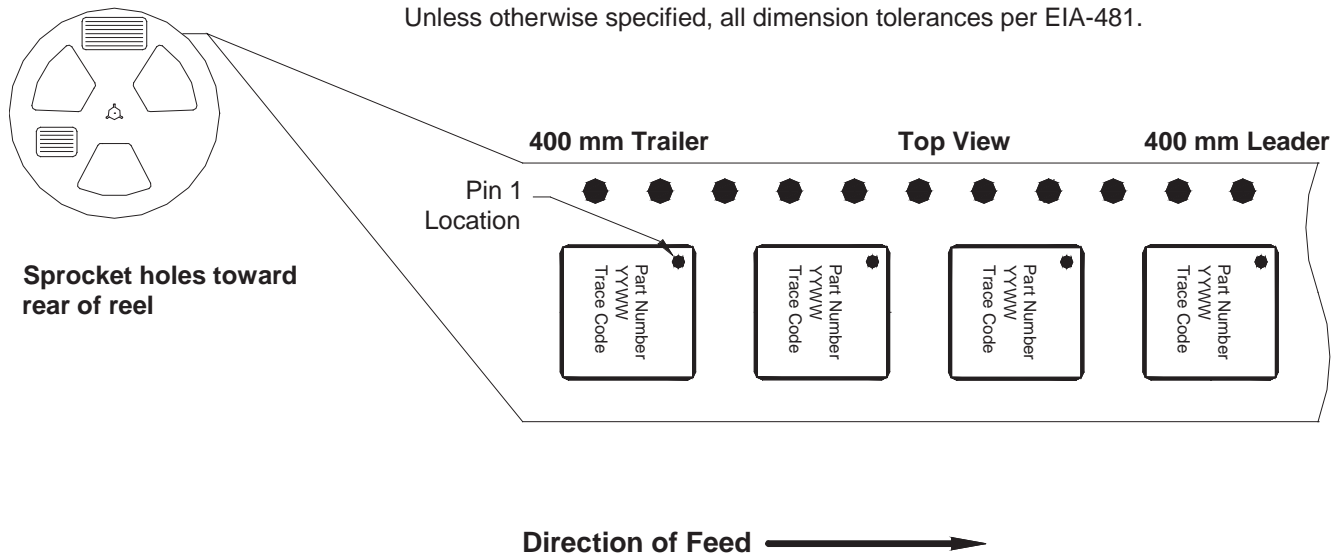 Unless otherwise specified, all dimension tolerances per EIA-481.
400 mm Trailer
Top View
400 mm Leader
Pin 1
Location
Sprocket holes toward
rear of reel
Part Number
YYWW
Trace Code
Part Number
YYWW
Trace Code
Part Number
YYWW
Trace Code
Part Number
YYWW
Trace Code
Direction of Feed